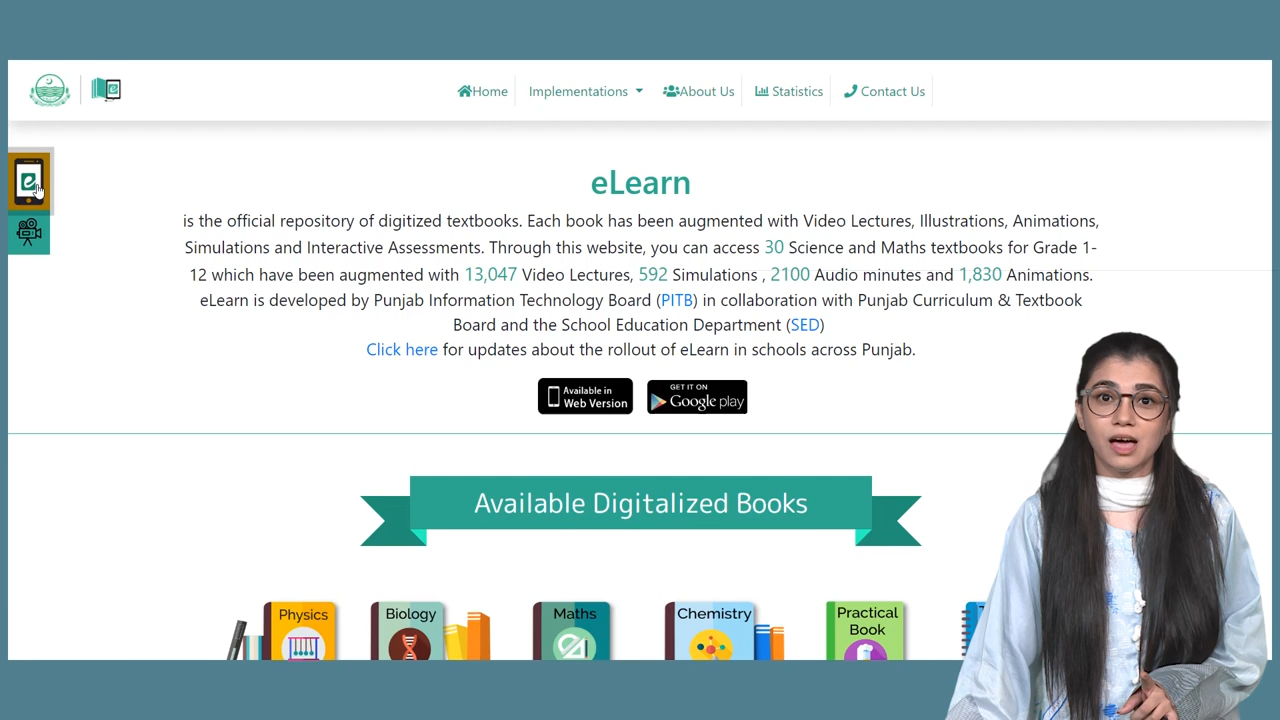 Home Implementations About Us Statistics Contact Us
eLearn
is the official repository of digitized textbooks. Each book has been augmented with Video Lectures, Illustrations, Animations,
Simulations and Interactive Assessments. Through this website, you can access 30 Science and Maths textbooks for Grade 1-
12 which have been augmented with 13,047 Video Lectures, 592 Simulations , 2100 Audio minutes and 1,830 Animations.
eLearn is developed by Punjab Information Technology Board (PITB) in collaboration with Punjab Curriculum & Textbook
Board and the School Education Department (SED)
Click here for updates about the rollout of eLearn in schools across Punjab.
Available in
Web Version
GET IT ON
Google play
Available Digitalized Books
Physics
Biology
Maths
Chemistry
Practical
Book